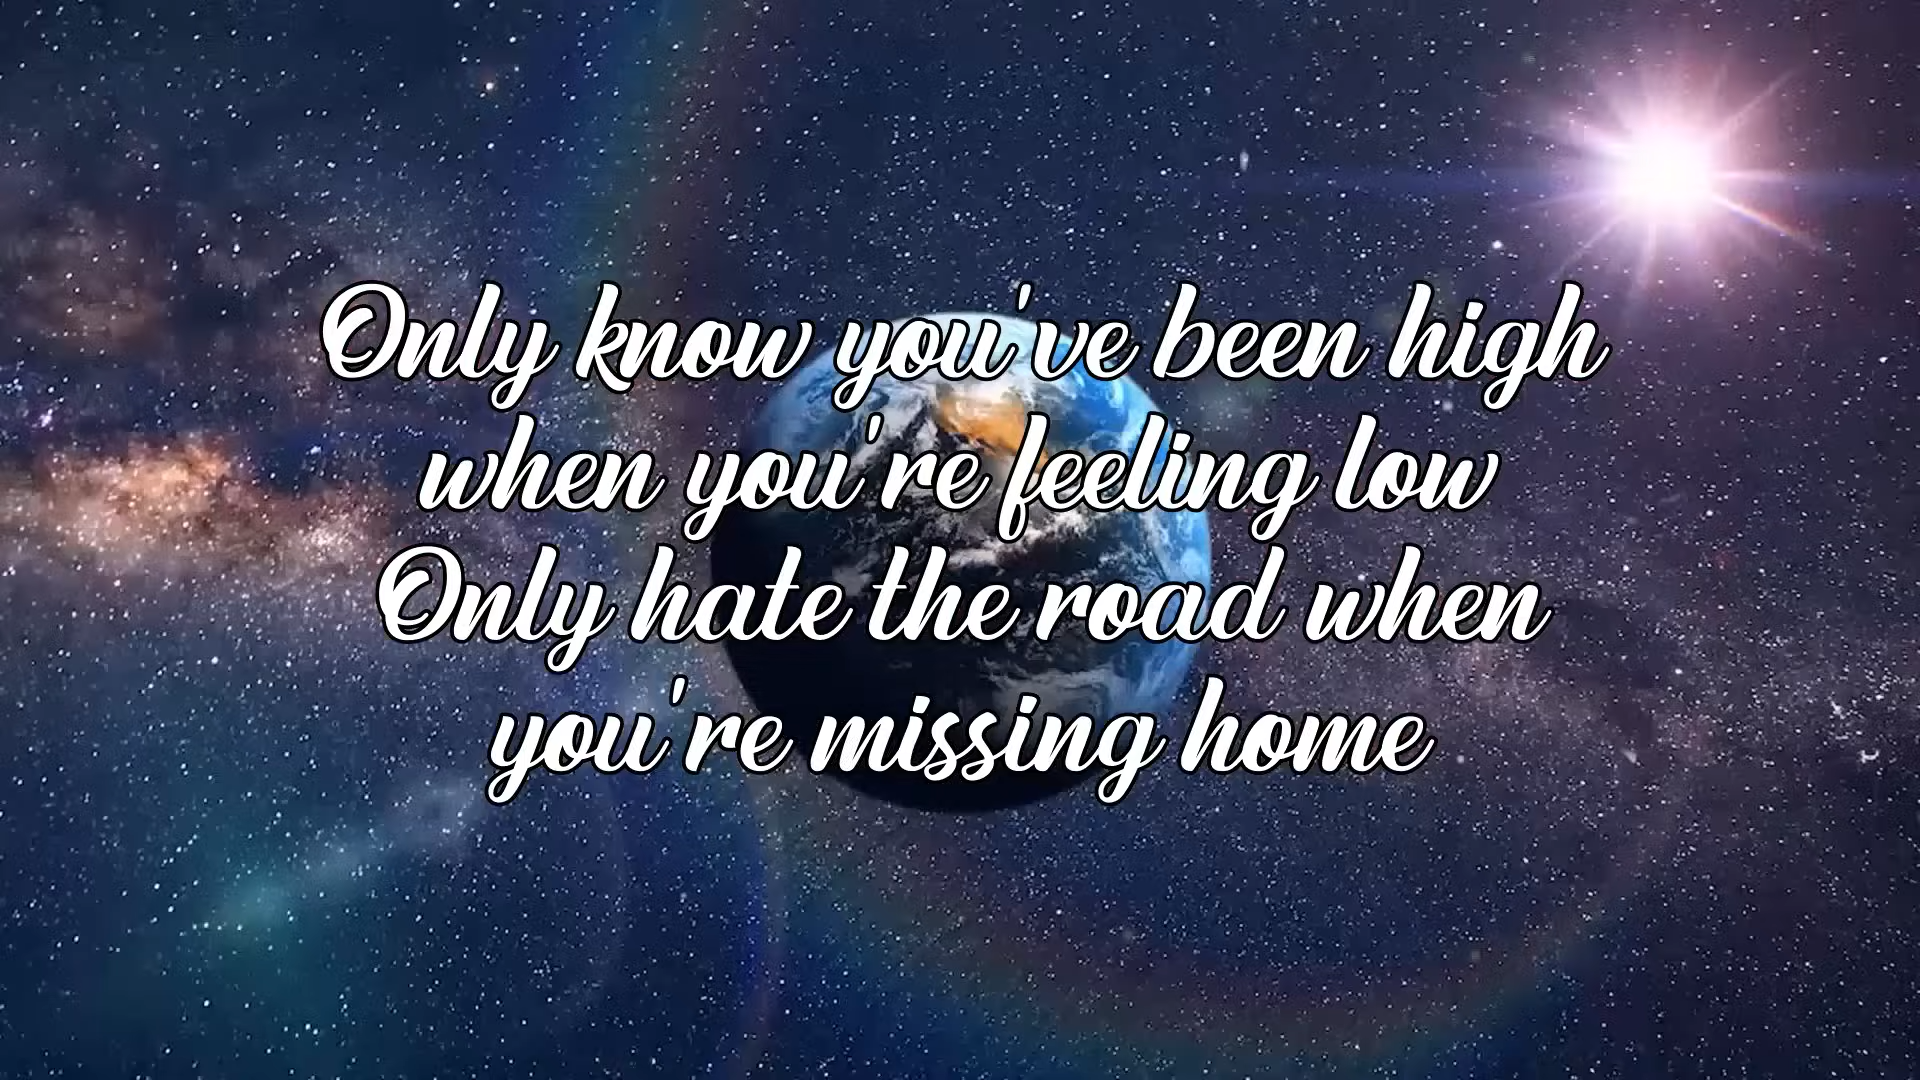 Only know you've been high
when you're feeling low
Only hate the road when
you're missing home